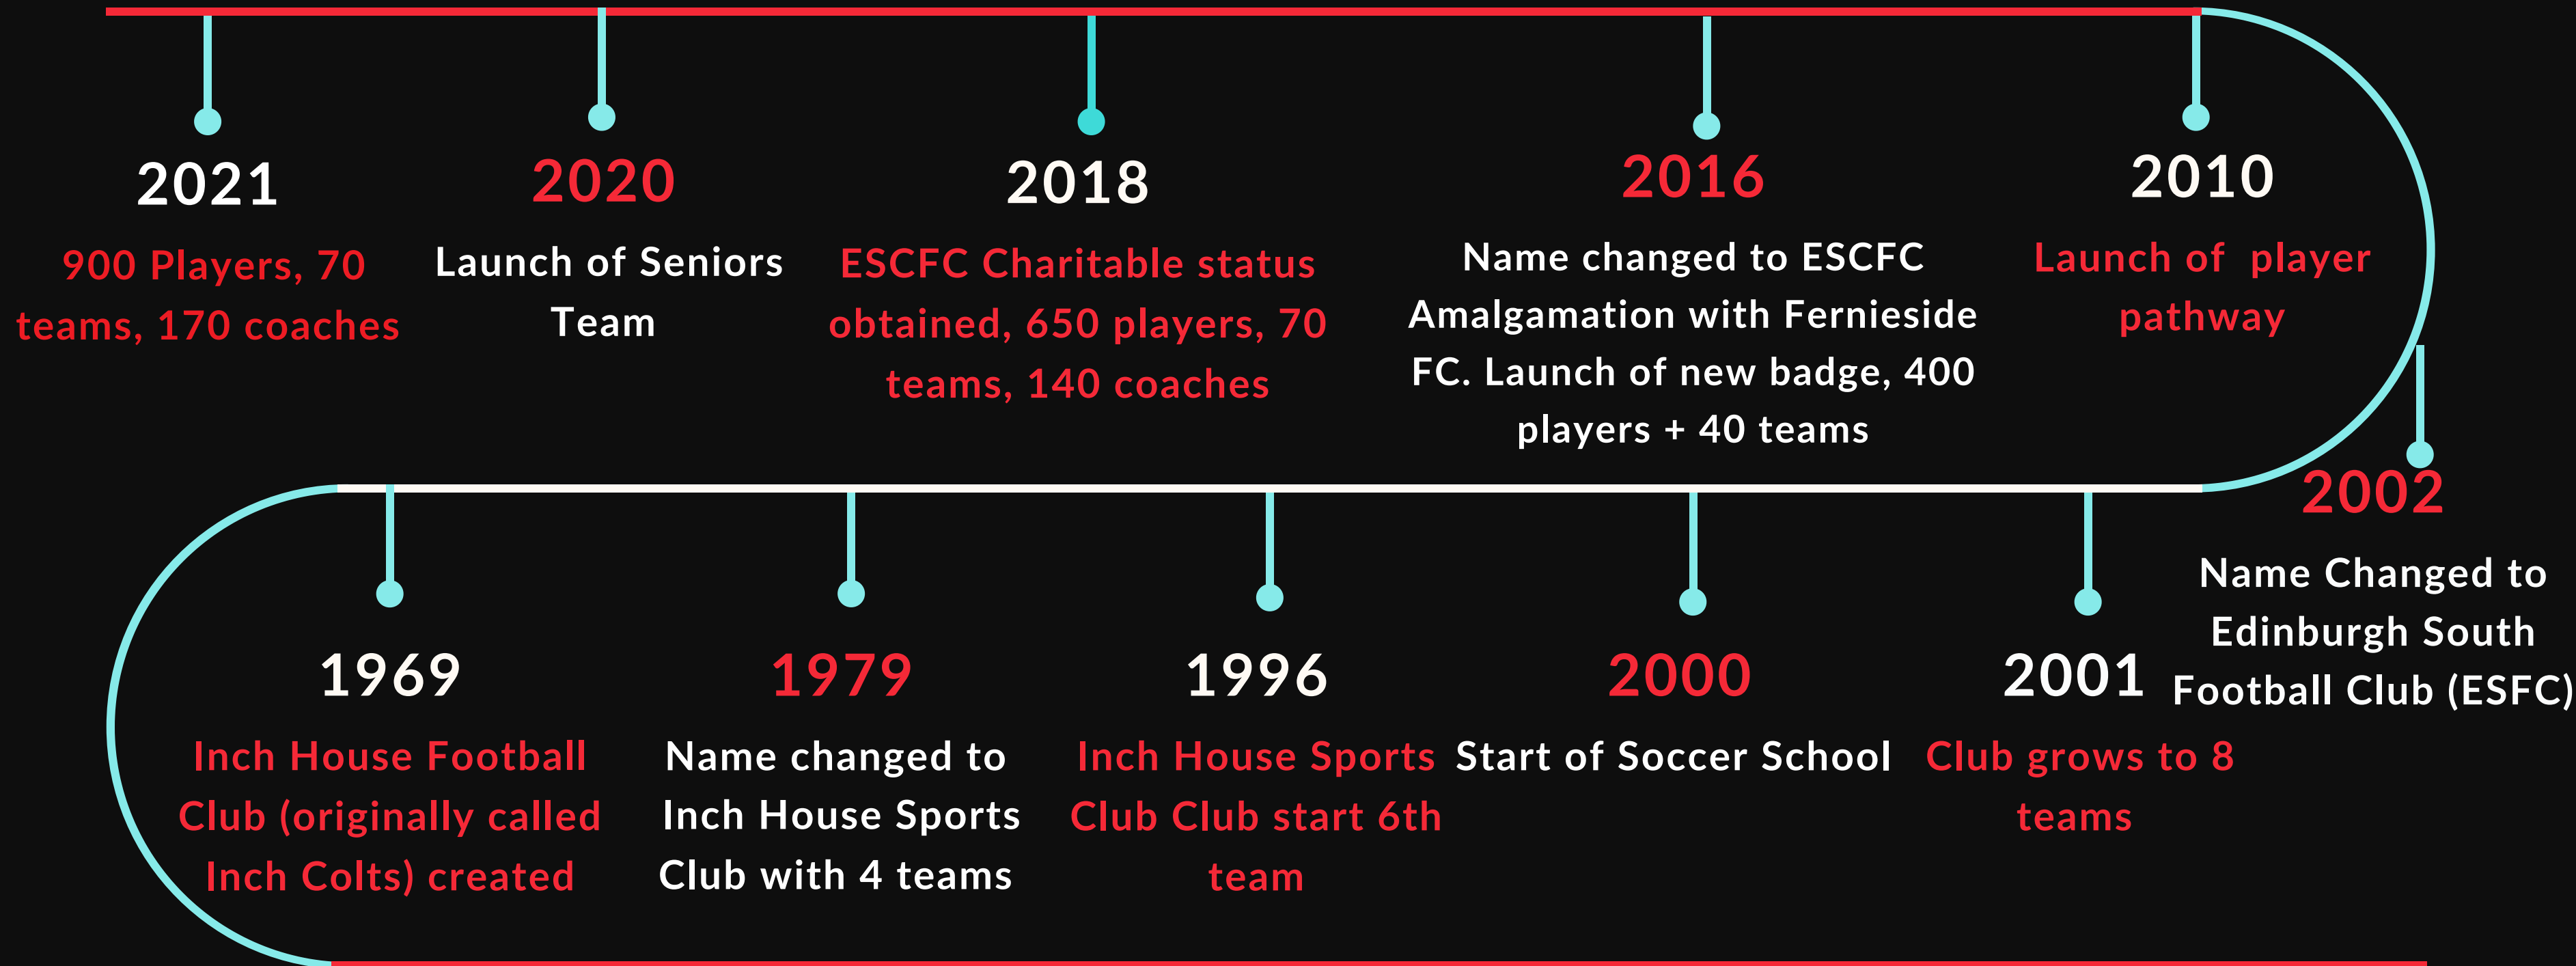 2021
900 Players, 70
teams, 170 coaches
2020
Launch of Seniors
Team
2018
ESCFC Charitable status
obtained, 650 players, 70
teams, 140 coaches
2016
Name changed to ESCFC
Amalgamation with Fernieside
FC. Launch of new badge, 400
players + 40 teams
2010
Launch of player
pathway
2002
Name Changed to
Edinburgh South
Football Club (ESFC)
1969
Inch House Football
Club (originally called
Inch Colts) created
1979
Name changed to
Inch House Sports
Club with 4 teams
1996
Inch House Sports
Club Club start 6th
team
2000
Start of Soccer School
2001
Club grows to 8
teams